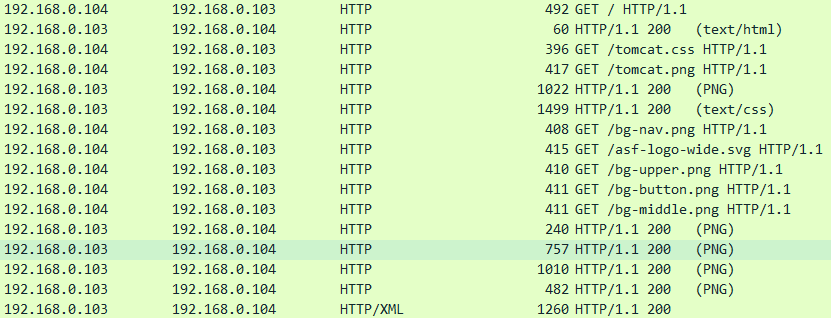 192.168.0.104 192.168.0.103 HTTP 492 GET / HTTP/1.1
192.168.0.103 192.168.0.104 HTTP 60 HTTP/1.1 200 (text/html)
192.168.0.104 192.168.0.103 HTTP 396 GET /tomcat.css HTTP/1.1
192.168.0.104 192.168.0.103 HTTP 417 GET /tomcat.png HTTP/1.1
192.168.0.103 192.168.0.104 HTTP 1022 HTTP/1.1 200 (PNG)
192.168.0.103 192.168.0.104 HTTP 1499 HTTP/1.1 200 (text/css)
192.168.0.104 192.168.0.103 HTTP 408 GET /bg-nav.png HTTP/1.1
192.168.0.104 192.168.0.103 HTTP 415 GET /asf-logo-wide.svg HTTP/1.1
192.168.0.104 192.168.0.103 HTTP 410 GET /bg-upper.png HTTP/1.1
192.168.0.104 192.168.0.103 HTTP 411 GET /bg-button.png HTTP/1.1
192.168.0.104 192.168.0.103 HTTP 411 GET /bg-middle.png HTTP/1.1
192.168.0.103 192.168.0.104 HTTP 240 HTTP/1.1 200 (PNG)
192.168.0.103 192.168.0.104 HTTP 757 HTTP/1.1 200 (PNG)
192.168.0.103 192.168.0.104 HTTP 1010 HTTP/1.1 200 (PNG)
192.168.0.103 192.168.0.104 HTTP 482 HTTP/1.1 200 (PNG)
192.168.0.103 192.168.0.104 HTTP/XML 1260 HTTP/1.1 200